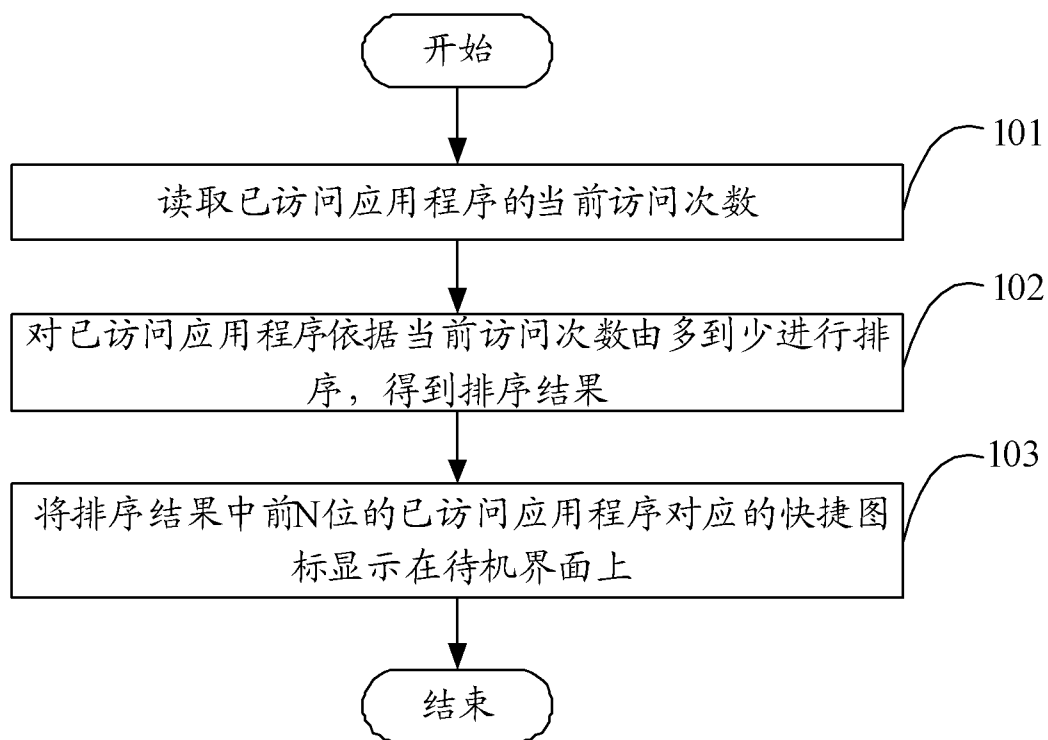 开始
101
读取已访问应用程序的当前访问次数
102
对已访问应用程序依据当前访问次数由多到少进行排
序，得到排序结果
103
将排序结果中前N位的已访问应用程序对应的快捷图
标显示在待机界面上
结束